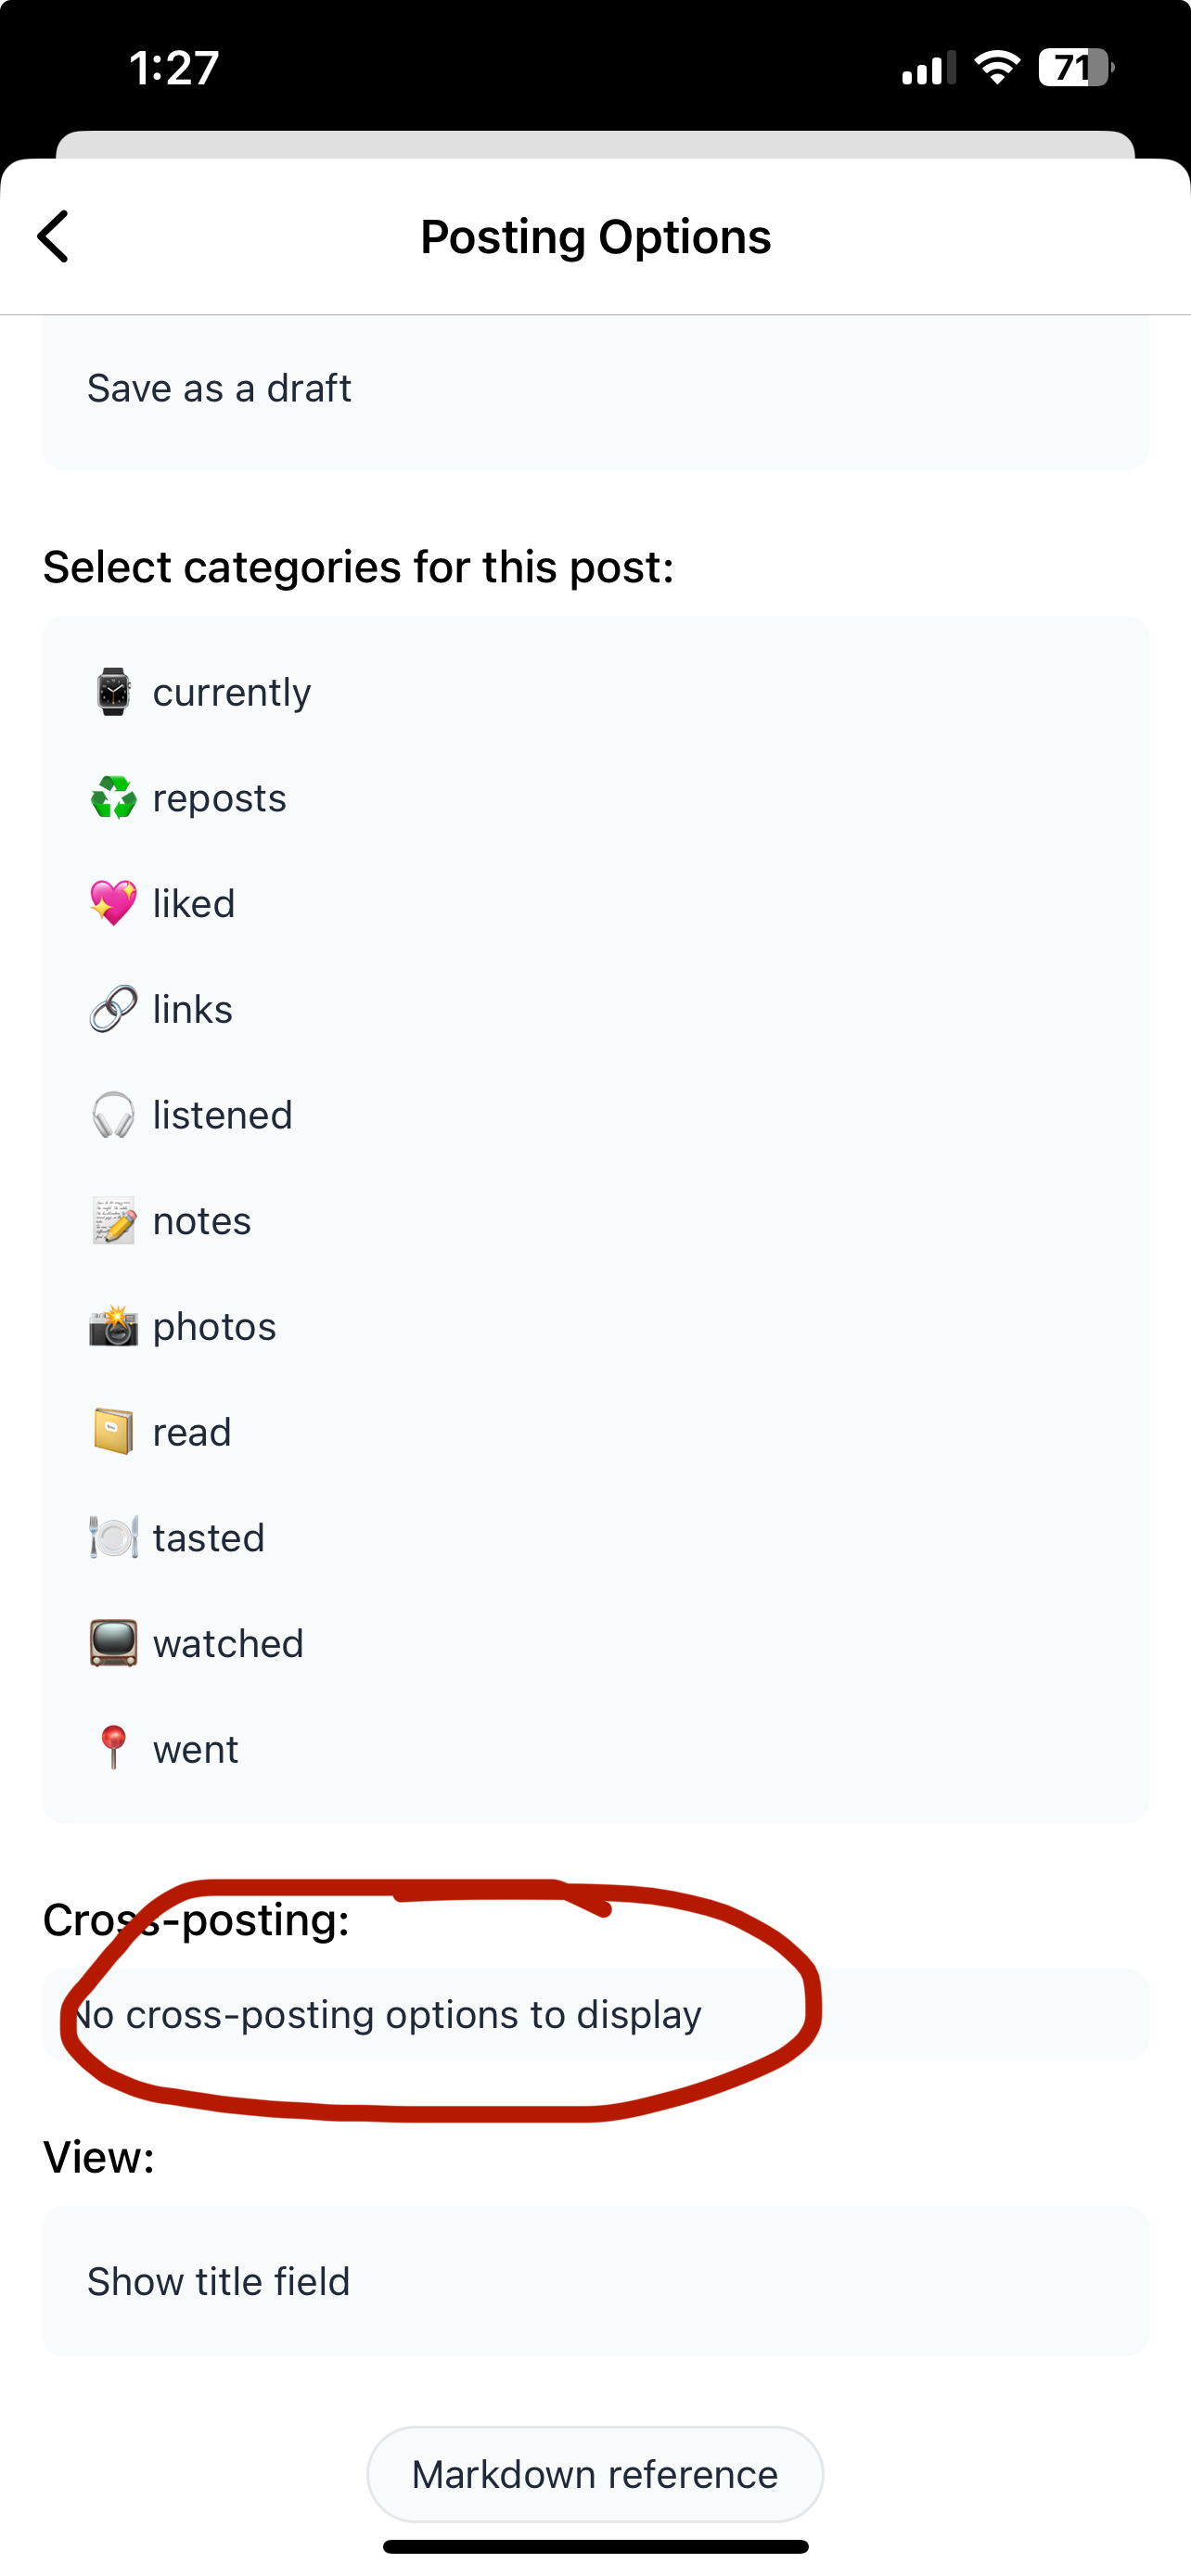 1:27
71
Posting Options
Save as a draft
Select categories for this post:
currently
reposts
liked
links
listened
notes
photos
read
tasted
watched
went
Cross-posting:
No cross-posting options to display
View:
Show title field
Markdown reference